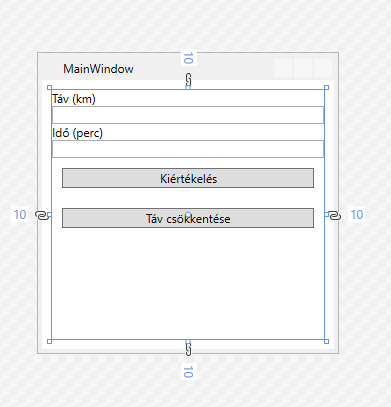 10
MainWindow
Táv (km)
Idő (perc)
Kiértékelés
10
Táv csökkentése
10
10